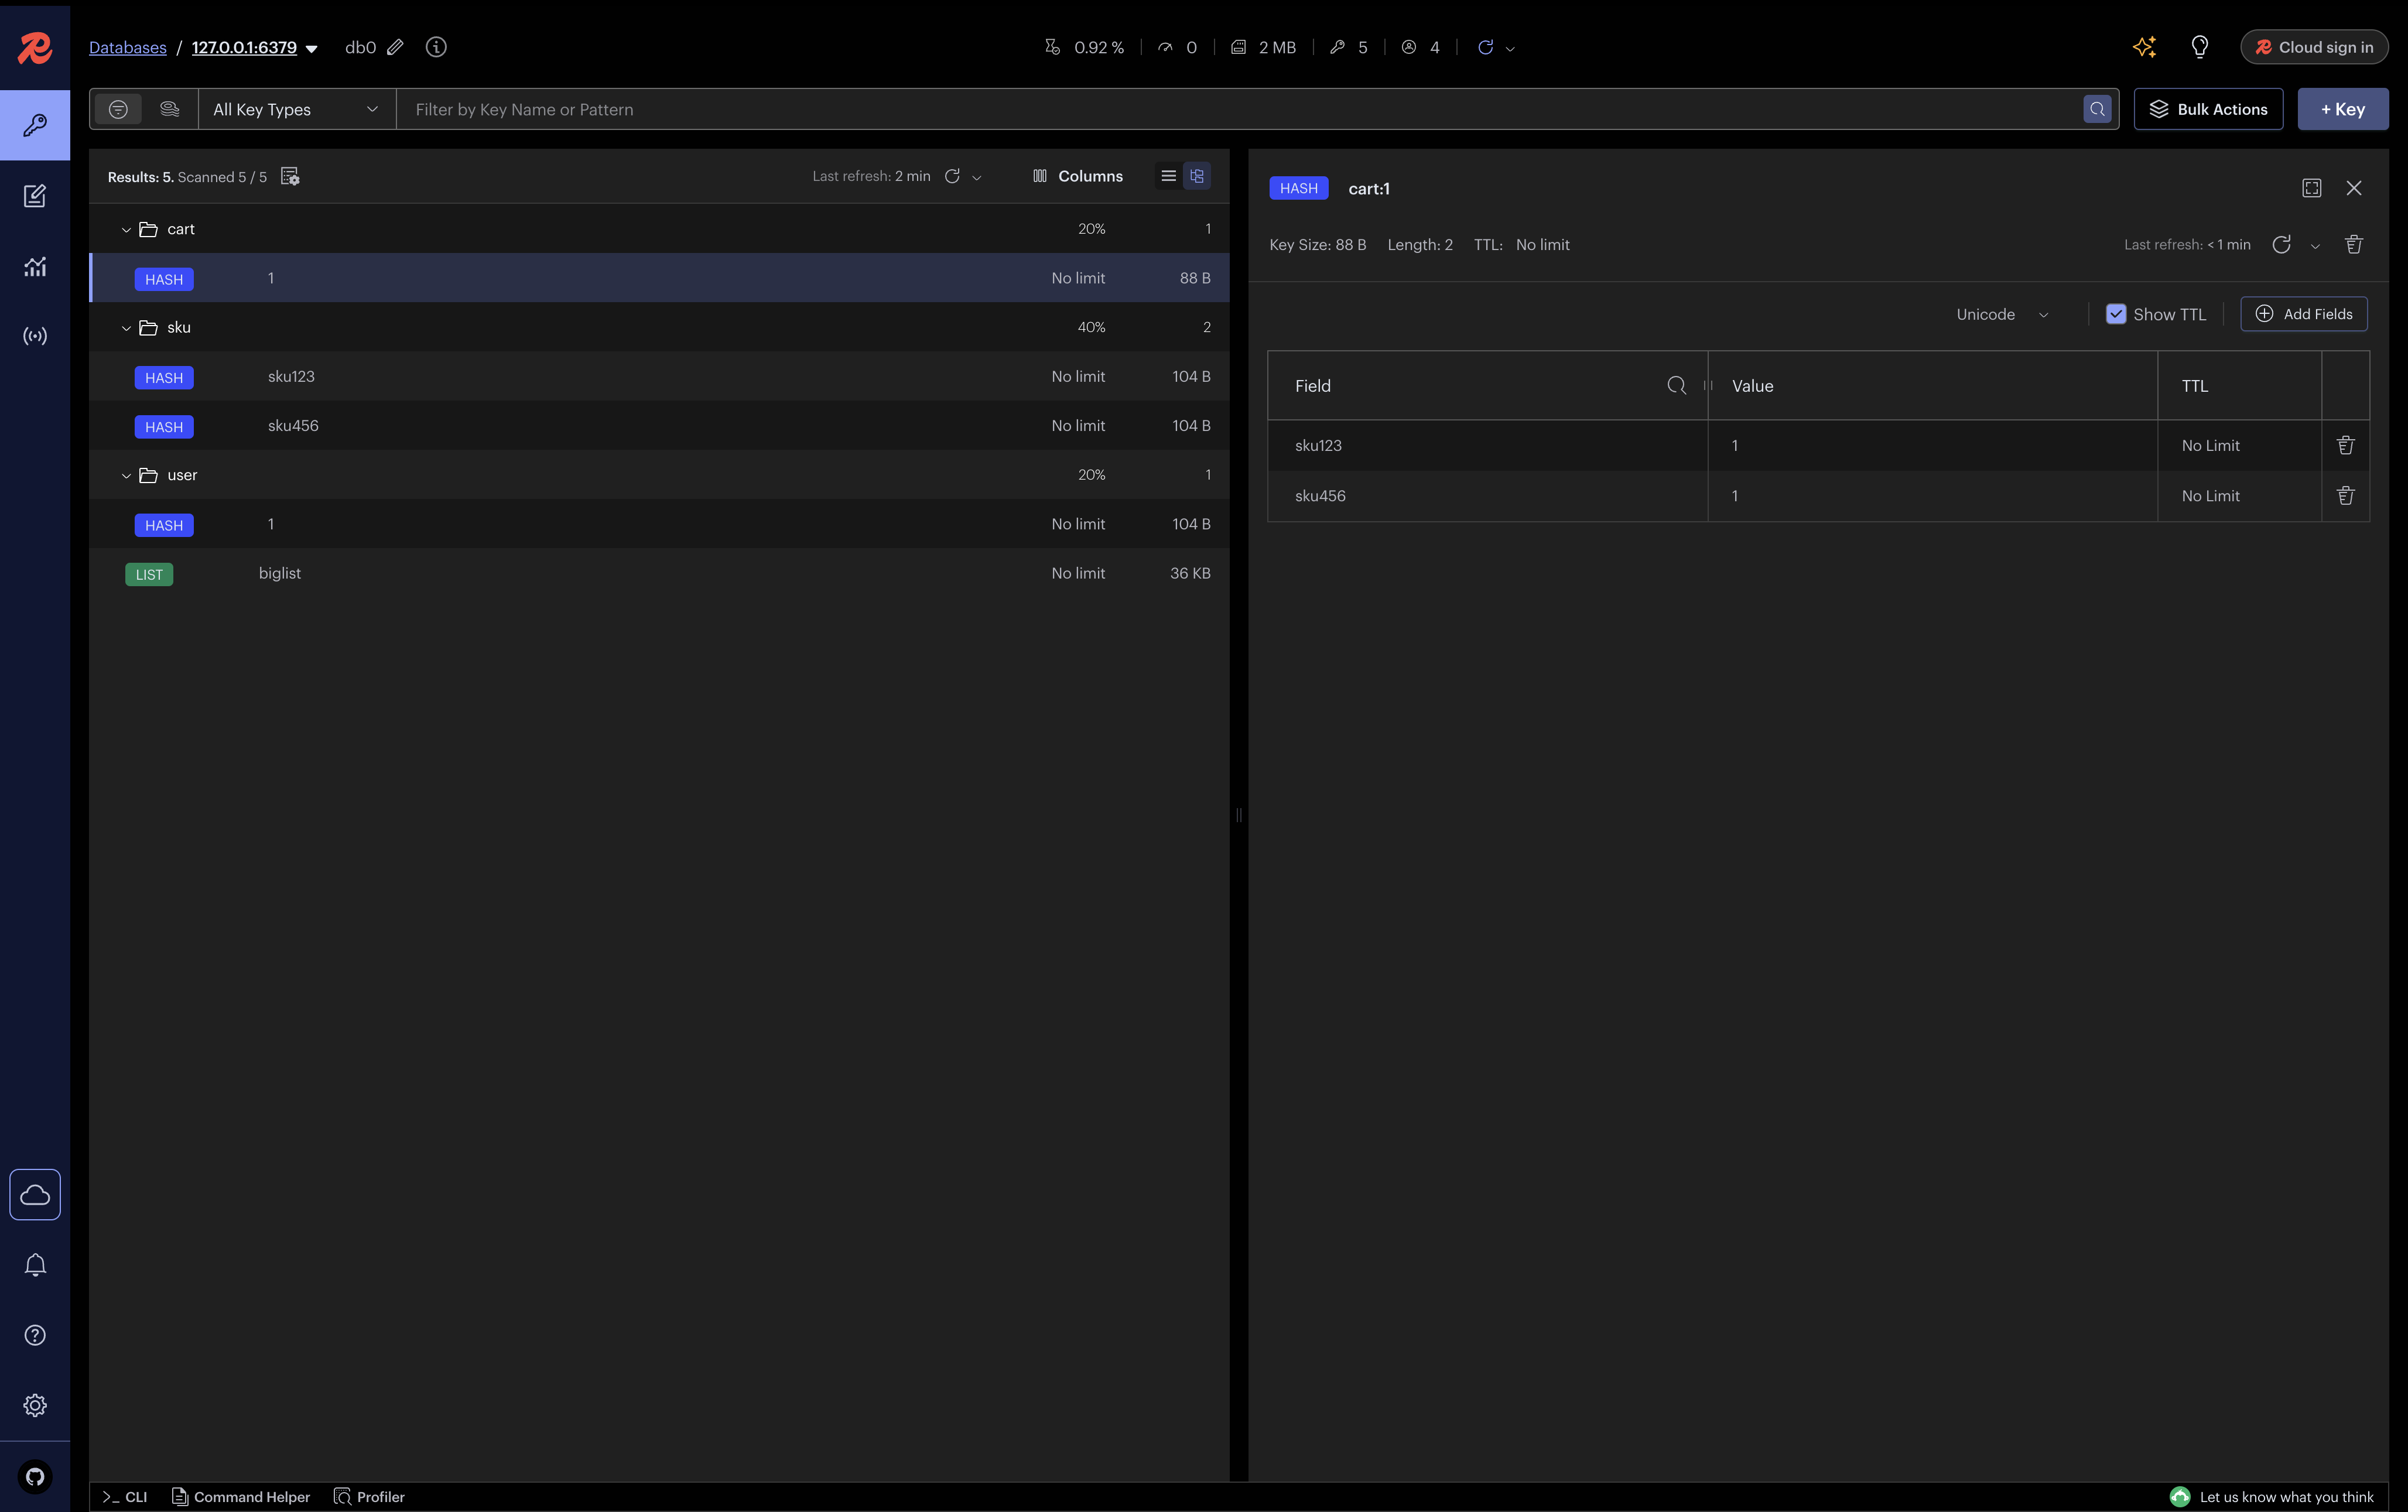 Databases / 127.0.0.1:6379 db0 0.92 % 0 2 MB 5 4 Cloud sign in
All Key Types Filter by Key Name or Pattern Bulk Actions + Key
Results: 5. Scanned 5 / 5 Last refresh: 2 min Columns
cart 20% 1
HASH 1 No limit 88 B
sku 40% 2
HASH sku123 No limit 104 B
HASH sku456 No limit 104 B
user 20% 1
HASH 1 No limit 104 B
LIST biglist No limit 36 KB
HASH cart:1
Key Size: 88 B Length: 2 TTL: No limit Last refresh: < 1 min
Unicode Show TTL Add Fields
Field Value TTL
sku123 1 No Limit
sku456 1 No Limit
>_ CLI Command Helper Profiler Let us know what you think